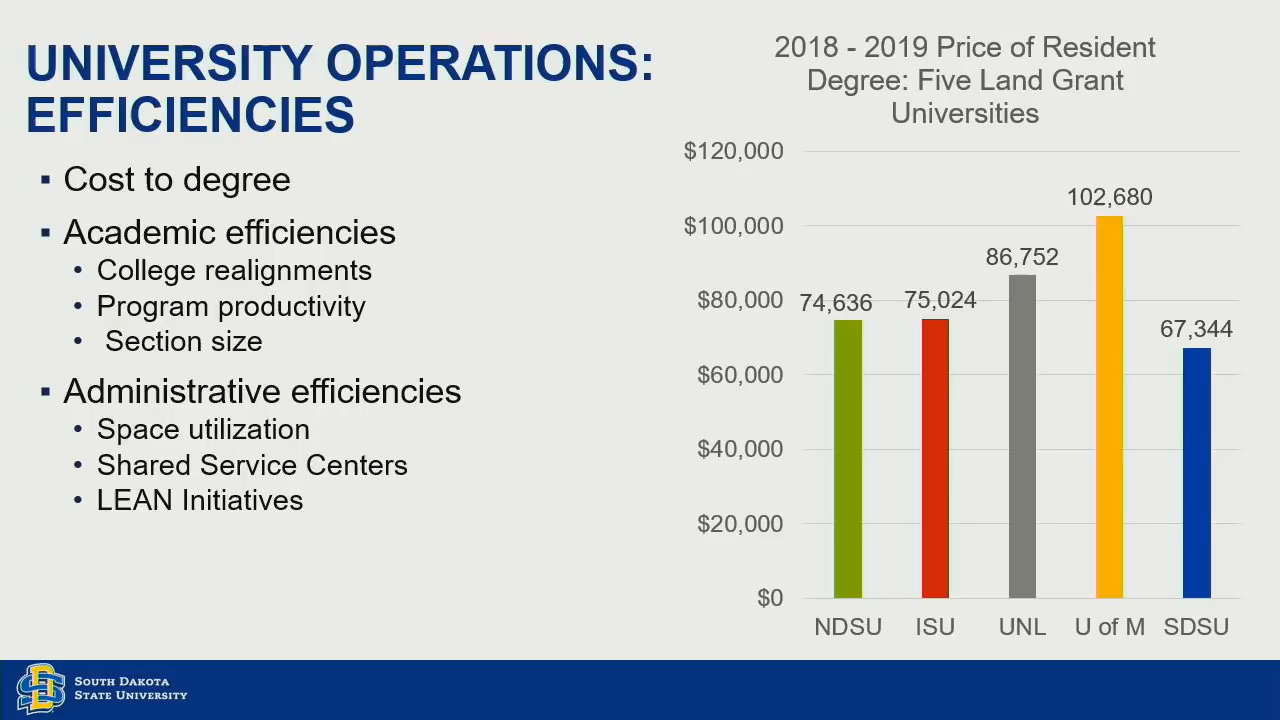 UNIVERSITY OPERATIONS:
EFFICIENCIES
▪ Cost to degree
▪ Academic efficiencies
• College realignments
• Program productivity
• Section size
▪ Administrative efficiencies
• Space utilization
• Shared Service Centers
• LEAN Initiatives
2018 - 2019 Price of Resident
Degree: Five Land Grant
Universities
$120,000
$100,000
$80,000
$60,000
$40,000
$20,000
$0
74,636
75,024
86,752
102,680
67,344
NDSU ISU UNL U of M SDSU
SOUTH DAKOTA
STATE UNIVERSITY